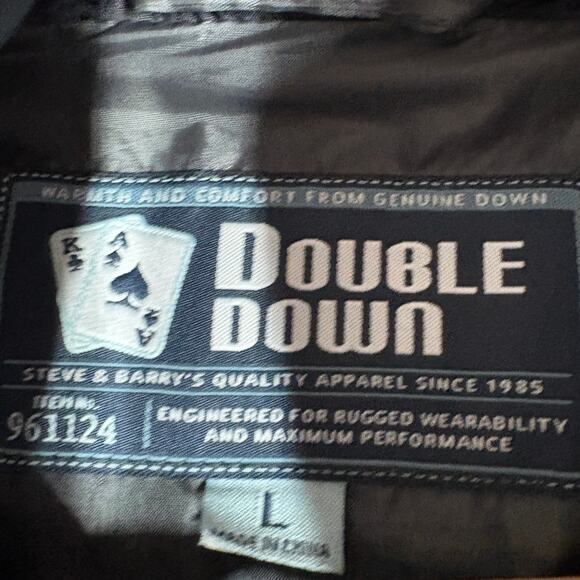 WARMTH AND COMFORT FROM GENUINE DOWN
K
A
A
DOUBLE
DOWN
STEVE & BARRY'S QUALITY APPAREL SINCE 1985
ITEM No.
961124
ENGINEERED FOR RUGGED WEARABILITY
AND MAXIMUM PERFORMANCE
L
MADE IN CHINA